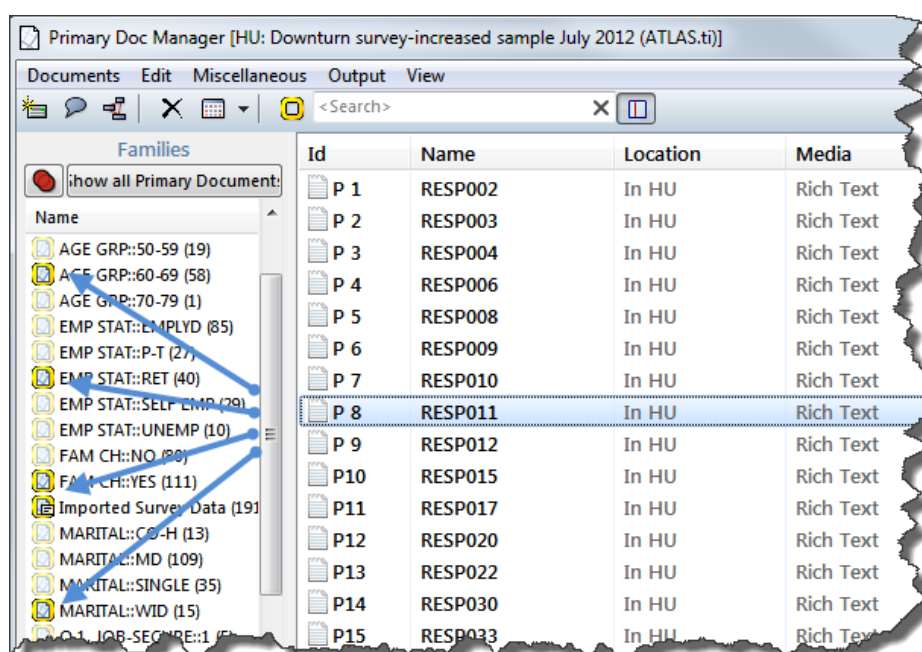 Primary Doc Manager [HU: Downturn survey-increased sample July 2012 (ATLAS.ti)]
Documents Edit Miscellaneous Output View
<Search>
Families
Show all Primary Documents
Name
AGE GRP::50-59 (19)
AGE GRP::60-69 (58)
AGE GRP::70-79 (1)
EMP STAT::EMPLYD (85)
EMP STAT::P-T (27)
EMP STAT::RET (40)
EMP STAT::SELF EMP (29)
EMP STAT::UNEMP (10)
FAM CH::NO (80)
FAM CH::YES (111)
Imported Survey Data (191
MARITAL::CO-H (13)
MARITAL::MD (109)
MARITAL::SINGLE (35)
MARITAL::WID (15)
Q 1. JOB-SECURE::1 (5)
Id Name Location Media
P 1 RESP002 In HU Rich Text
P 2 RESP003 In HU Rich Text
P 3 RESP004 In HU Rich Text
P 4 RESP006 In HU Rich Text
P 5 RESP008 In HU Rich Text
P 6 RESP009 In HU Rich Text
P 7 RESP010 In HU Rich Text
P 8 RESP011 In HU Rich Text
P 9 RESP012 In HU Rich Text
P10 RESP015 In HU Rich Text
P11 RESP017 In HU Rich Text
P12 RESP020 In HU Rich Text
P13 RESP022 In HU Rich Text
P14 RESP030 In HU Rich Text
P15 RESP033 In HU Rich Text